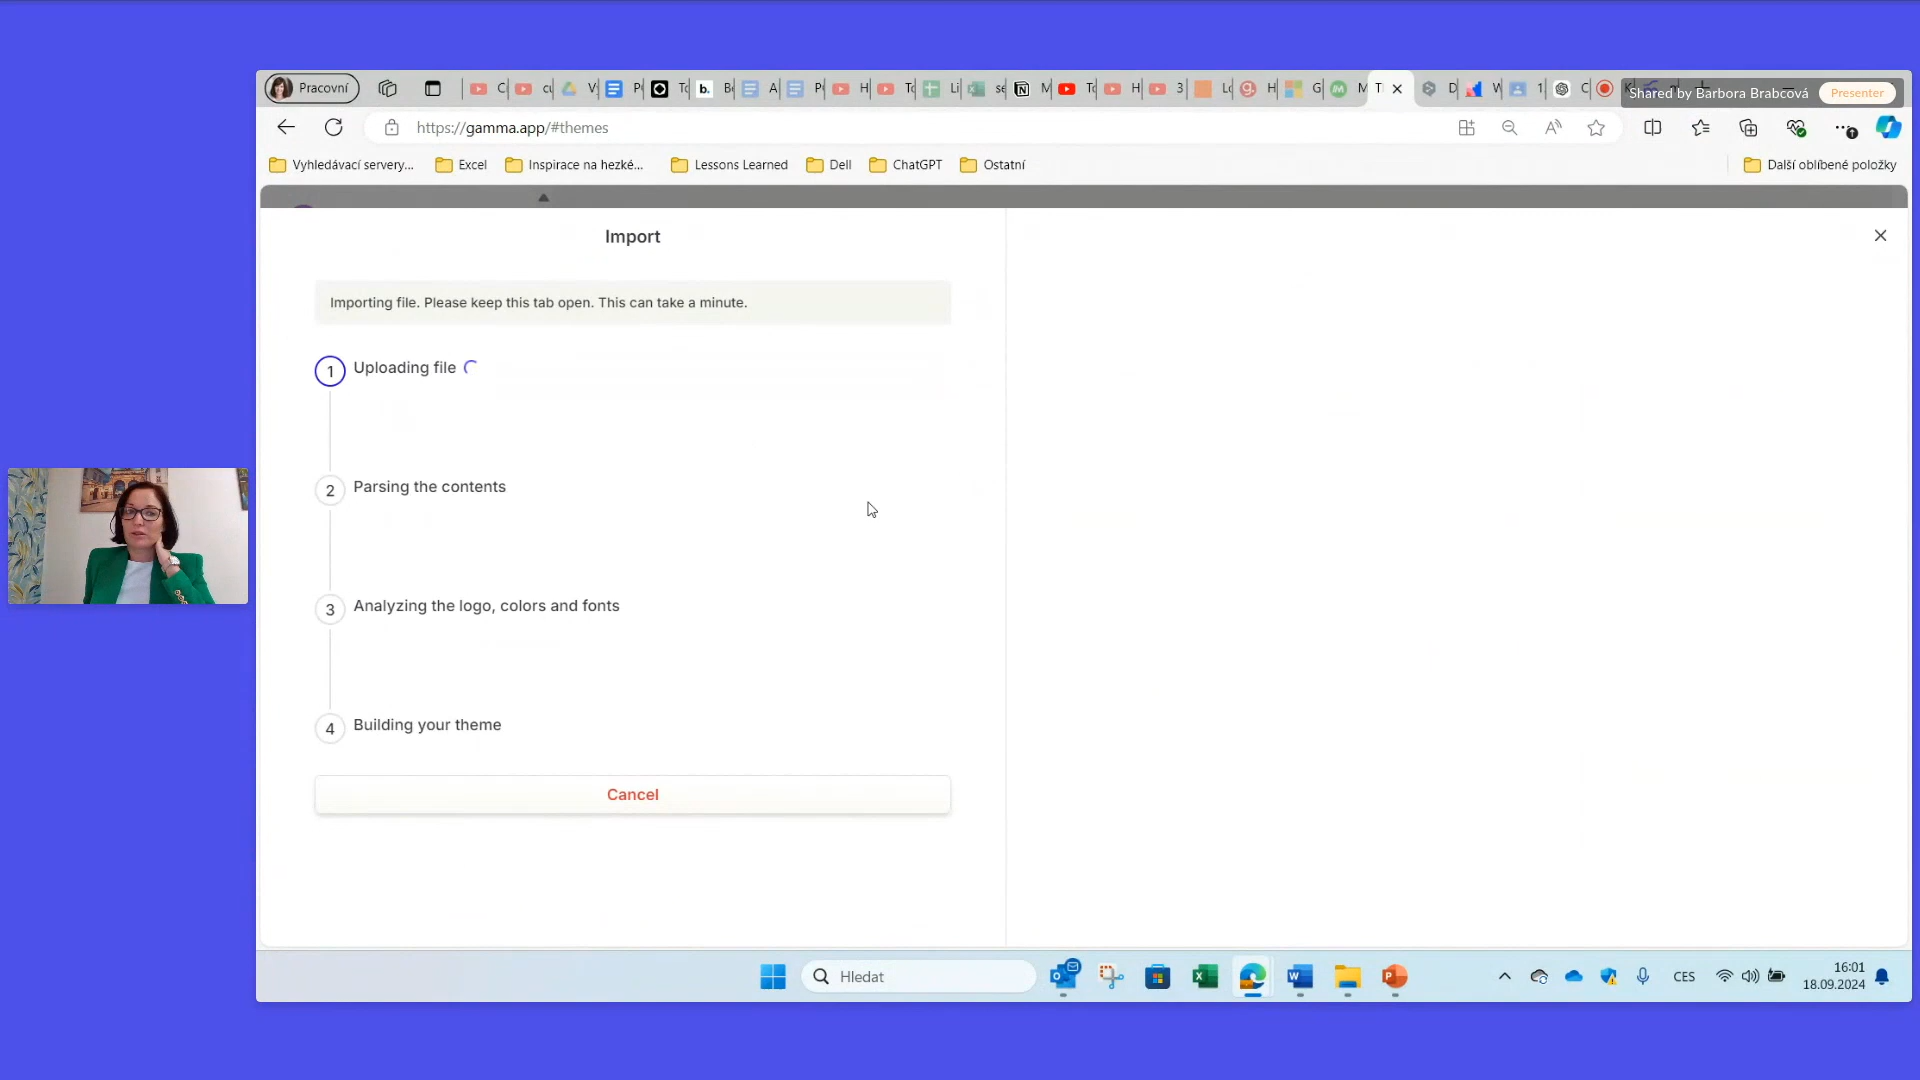 Pracovní
Shared by Barbora Brabcová
Presenter
https://gamma.app/#themes
Vyhledávací servery...
Excel
Inspirace na hezké...
Lessons Learned
Dell
ChatGPT
Ostatní
Další oblíbené položky
Import
Importing file. Please keep this tab open. This can take a minute.
1 Uploading file
2 Parsing the contents
3 Analyzing the logo, colors and fonts
4 Building your theme
Cancel
Hledat
CES
16:01
18.09.2024